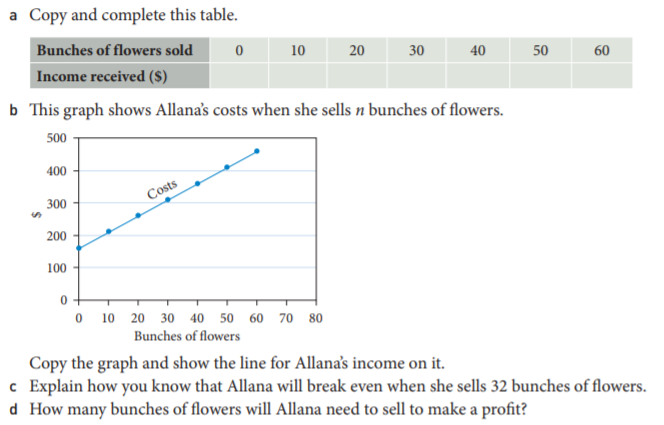 a Copy and complete this table.
Bunches of flowers sold 0 10 20 30 40 50 60
Income received ($)
b This graph shows Allana's costs when she sells n bunches of flowers.
500
400
Costs
300
$
200
100
0
0 10 20 30 40 50 60 70 80
Bunches of flowers
Copy the graph and show the line for Allana's income on it.
c Explain how you know that Allana will break even when she sells 32 bunches of flowers.
d How many bunches of flowers will Allana need to sell to make a profit?